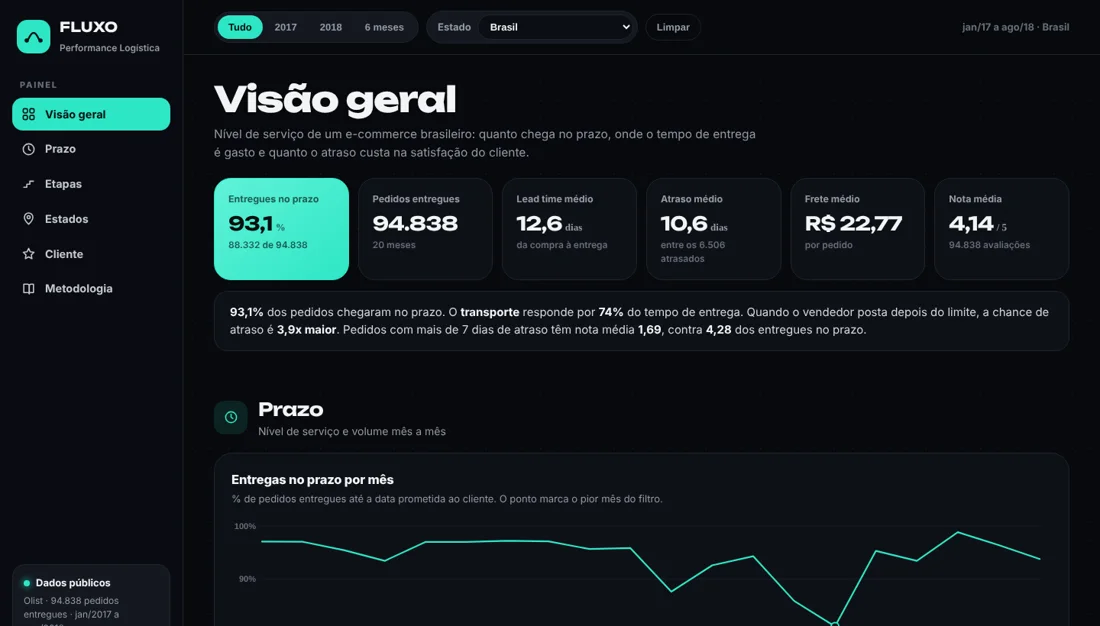 FLUXO
Performance Logística
PAINEL
Visão geral
Prazo
Etapas
Estados
Cliente
Metodologia
Dados públicos
Olist · 94.838 pedidos
entregues · jan/2017 a
Tudo 2017 2018 6 meses Estado Brasil Limpar
jan/17 a ago/18 · Brasil
Visão geral
Nível de serviço de um e-commerce brasileiro: quanto chega no prazo, onde o tempo de entrega
é gasto e quanto o atraso custa na satisfação do cliente.
Entregues no prazo
93,1 %
88.332 de 94.838
Pedidos entregues
94.838
20 meses
Lead time médio
12,6 dias
da compra à entrega
Atraso médio
10,6 dias
entre os 6.506
atrasados
Frete médio
R$ 22,77
por pedido
Nota média
4,14 / 5
94.838 avaliações
93,1% dos pedidos chegaram no prazo. O transporte responde por 74% do tempo de entrega. Quando o vendedor posta depois do limite, a chance de
atraso é 3,9x maior. Pedidos com mais de 7 dias de atraso têm nota média 1,69, contra 4,28 dos entregues no prazo.
Prazo
Nível de serviço e volume mês a mês
Entregas no prazo por mês
% de pedidos entregues até a data prometida ao cliente. O ponto marca o pior mês do filtro.
100%
90%